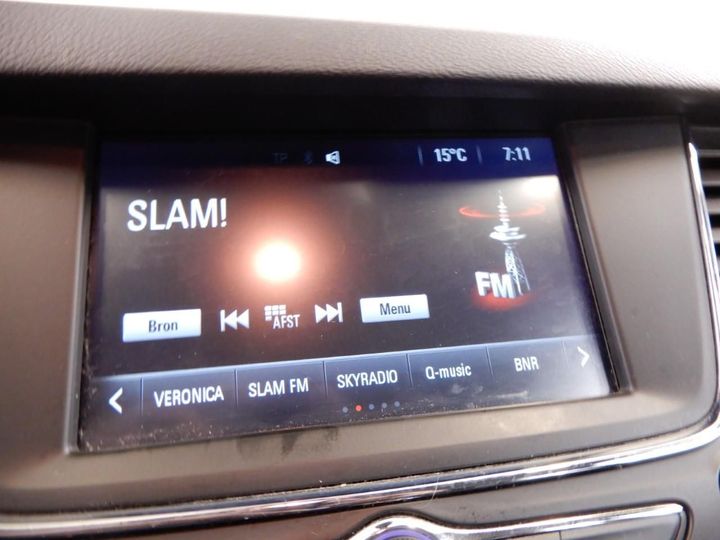 TP 15°C 7:11
SLAM!
FM
Bron AFST Menu
VERONICA SLAM FM SKYRADIO Q-music BNR